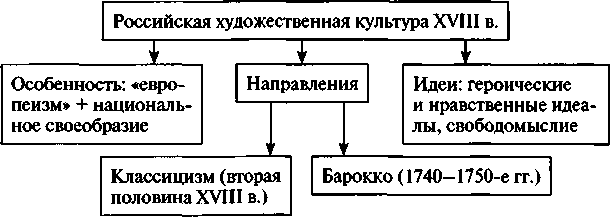 Российская художественная культура XVIII в.
Особенность: «евро-
пеизм» + националь-
ное своеобразие
Направления
Идеи: героические
и нравственные идеа-
лы, свободомыслие
Классицизм (вторая
половина XVIII в.)
Барокко (1740–1750-е гг.)